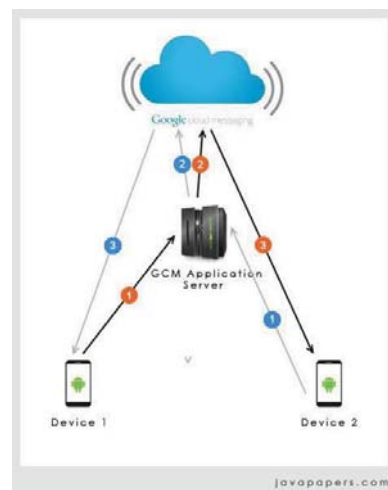 Google cloud messaging
2
2
3
3
GCM Application
Server
1
1
v
Device 1
Device 2
javapapers.com